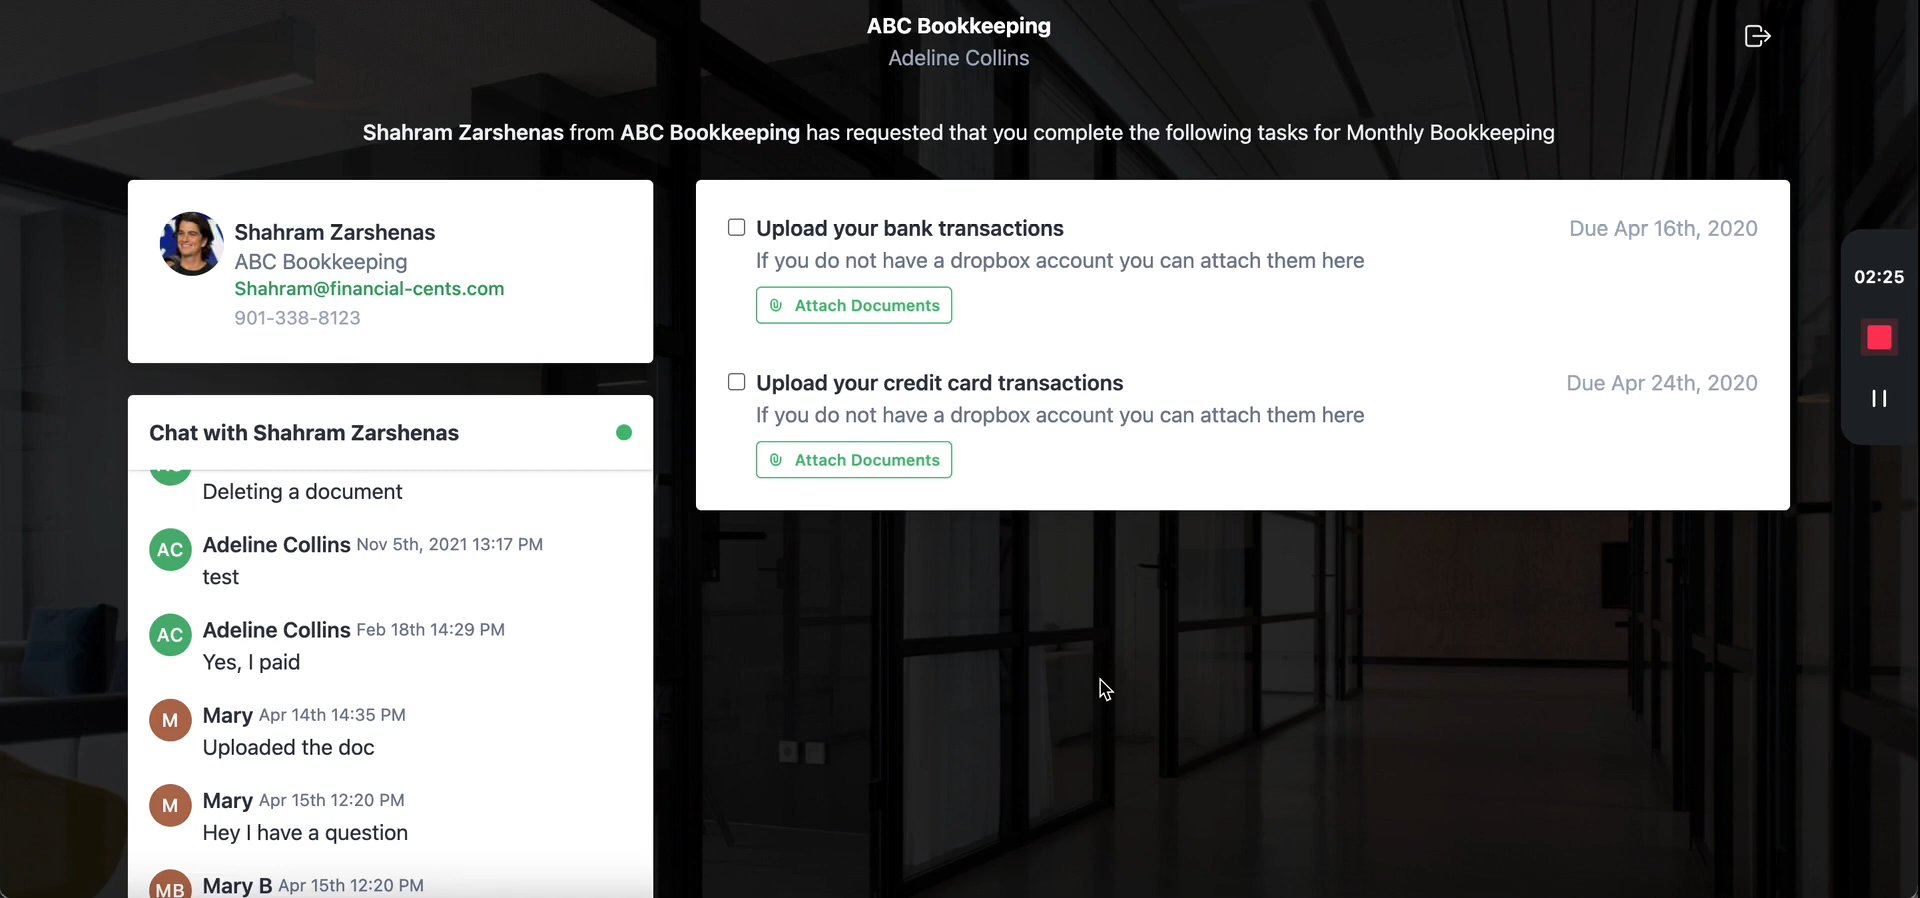 ABC Bookkeeping
Adeline Collins
Shahram Zarshenas from ABC Bookkeeping has requested that you complete the following tasks for Monthly Bookkeeping
Shahram Zarshenas
ABC Bookkeeping
Shahram@financial-cents.com
901-338-8123
Chat with Shahram Zarshenas
Deleting a document
AC Adeline Collins Nov 5th, 2021 13:17 PM
test
AC Adeline Collins Feb 18th 14:29 PM
Yes, I paid
M Mary Apr 14th 14:35 PM
Uploaded the doc
M Mary Apr 15th 12:20 PM
Hey I have a question
MB Mary B Apr 15th 12:20 PM
Upload your bank transactions Due Apr 16th, 2020
If you do not have a dropbox account you can attach them here
Attach Documents
Upload your credit card transactions Due Apr 24th, 2020
If you do not have a dropbox account you can attach them here
Attach Documents
02:25